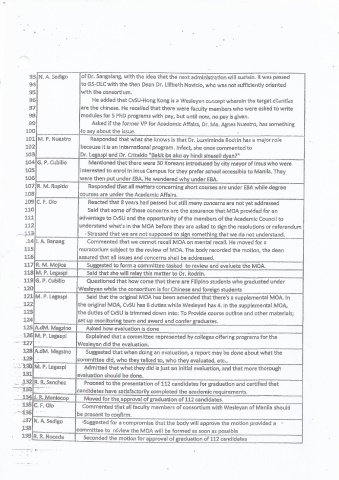 93 N. A. Sedigo of Dr. Sangalang, with the idea that the next administration will sustain. It was passed
94 to GS-OLC with the then Dean Dr. Lilibeth Novicio, who was not sufficiently oriented
95 with the consortium.
96 He added that CvSU-Hong Kong is a Wesleyan concept wherein the target clientele
97 are the Chinese. He recalled that there were faculty members who were asked to write
98 modules for 5 PhD programs with pay, but until now, no pay is given.
99 Asked if the former VP for Academic Affairs, Dr. Ma. Agnes Nuestro, has something
100 to say about the issue.
101 M. P. Nuestro Responded that what she knows is that Dr. Luzviminda Rodrin has a major role
102 because it is an international program. Infact, she once commented to
103 Dr. Legaspi and Dr. Criseldo "Bakit ba ako ay hindi sinasali dyan?"
104 G. P. Cubillo Mentioned that there were 30 Koreans introduced by city mayor of Imus who were
105 interested to enroll in Imus Campus for they prefer school accessible to Manila. They
106 were then put under EBA. He wondered why under EBA.
107 R. M. Rupido Responded that all matters concerning short courses are under EBA while degree
108 courses are under the Academic Affairs.
109 C. F. Olo Reacted that 8 years had passed but still many concerns are not yet addressed
110 Said that some of these concerns are the assurance that MOA provided for an
111 advantage to CvSU and the opportunity of the members of the Academic Council to
112 understand what's in the MOA before they are asked to sign the resolutions or referendum
113 Stressed that we are not supposed to sign something that we do not understand.
114 I. A. Banaag Commented that we cannot recall MOA on mental recall. He moved for a
115 moratorium subject to the review of MOA. The body recorded the motion, the dean
116 assured that all issues and concerns shall be addressed.
117 R. M. Mojica Suggested to form a committee tasked to review and evaluate the MOA.
118 M. P. Legaspi Said that she will relay this matter to Dr. Rodrin.
119 G. P. Cubillo Questioned that how come that there are Filipino students who graduated under
120 Wesleyan while the consortium is for Chinese and foreign students
121 M. P. Legaspi Said that the original MOA has been amended that there's a supplemental MOA. In
122 the original MOA, CvSU has 8 duties while Wesleyan has 4. In the supplemental MOA,
123 the duties of CvSU is trimmed down into: To Provide course outline and other materials;
124 set up monitoring team and award and confer graduates.
125 A.dM. Magsino Asked how evaluation is done
126 M. P. Legaspi Explained that a committee represented by colleges offering programs for the
127 Wesleyan did the evaluation.
128 A.dM. Magsino Suggested that when doing an evaluation, a report may be done about what the
129 committee did, who they talked to, who they evaluated, etc..
130 M. P. Legaspi Admitted that what they did is just an initial evaluation, and that more thorough
131 evaluation should be done.
132 R. R. Sanchez Proceed to the presentation of 112 candidates for graduation and certified that
133 candidates have satisfactorily completed the academic requirements.
134 J. R. Mentocop Moved for the approval of graduation of 112 candidates.
135 C. F. Olo Commented that all faculty members of consortium with Wesleyan of Manila should
136 be present to confirm.
137 N. A. Sedigo Suggested for a compromise that the body will approve the motion provided a
138 committee to review the MOA will be formed as soon as possible
139 R. R. Noceda Seconded the motion for approval of graduation of 112 candidates